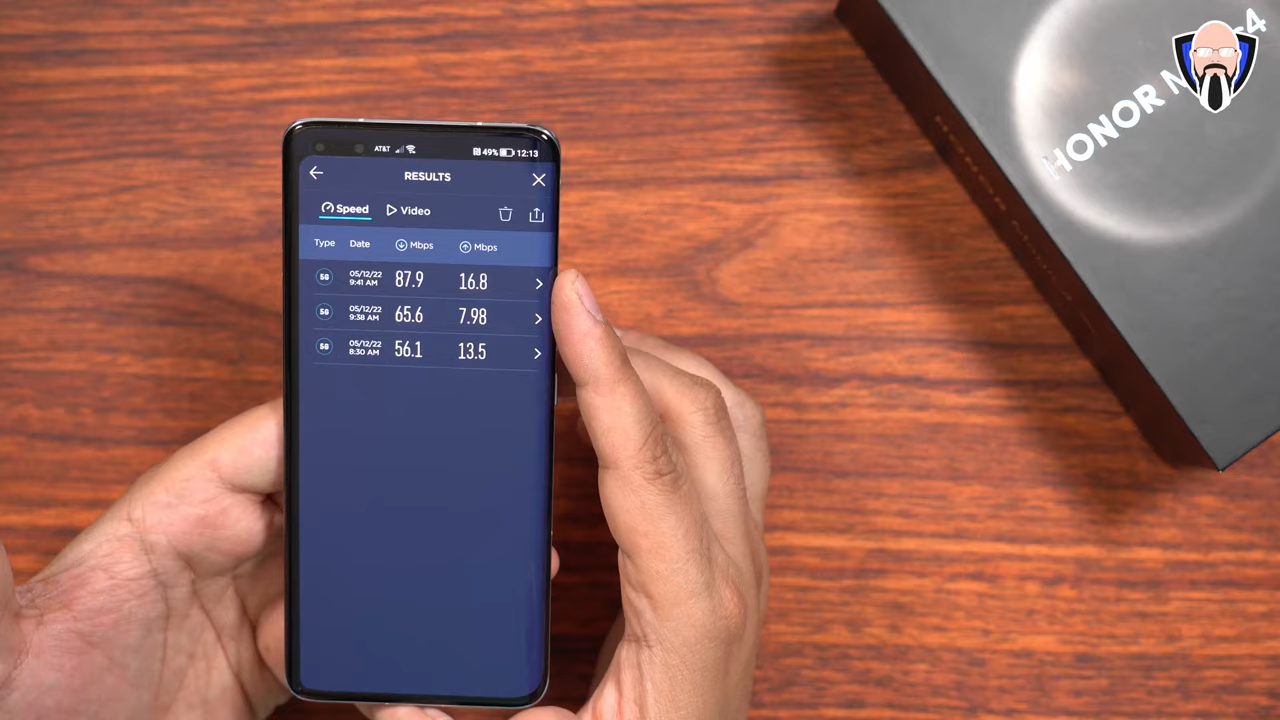 AT&T 49% 12:13
RESULTS
Speed Video
Type Date Mbps Mbps
5G 05/12/22 9:41 AM 87.9 16.8
5G 05/12/22 9:38 AM 65.6 7.98
5G 05/12/22 8:30 AM 56.1 13.5
HONOR